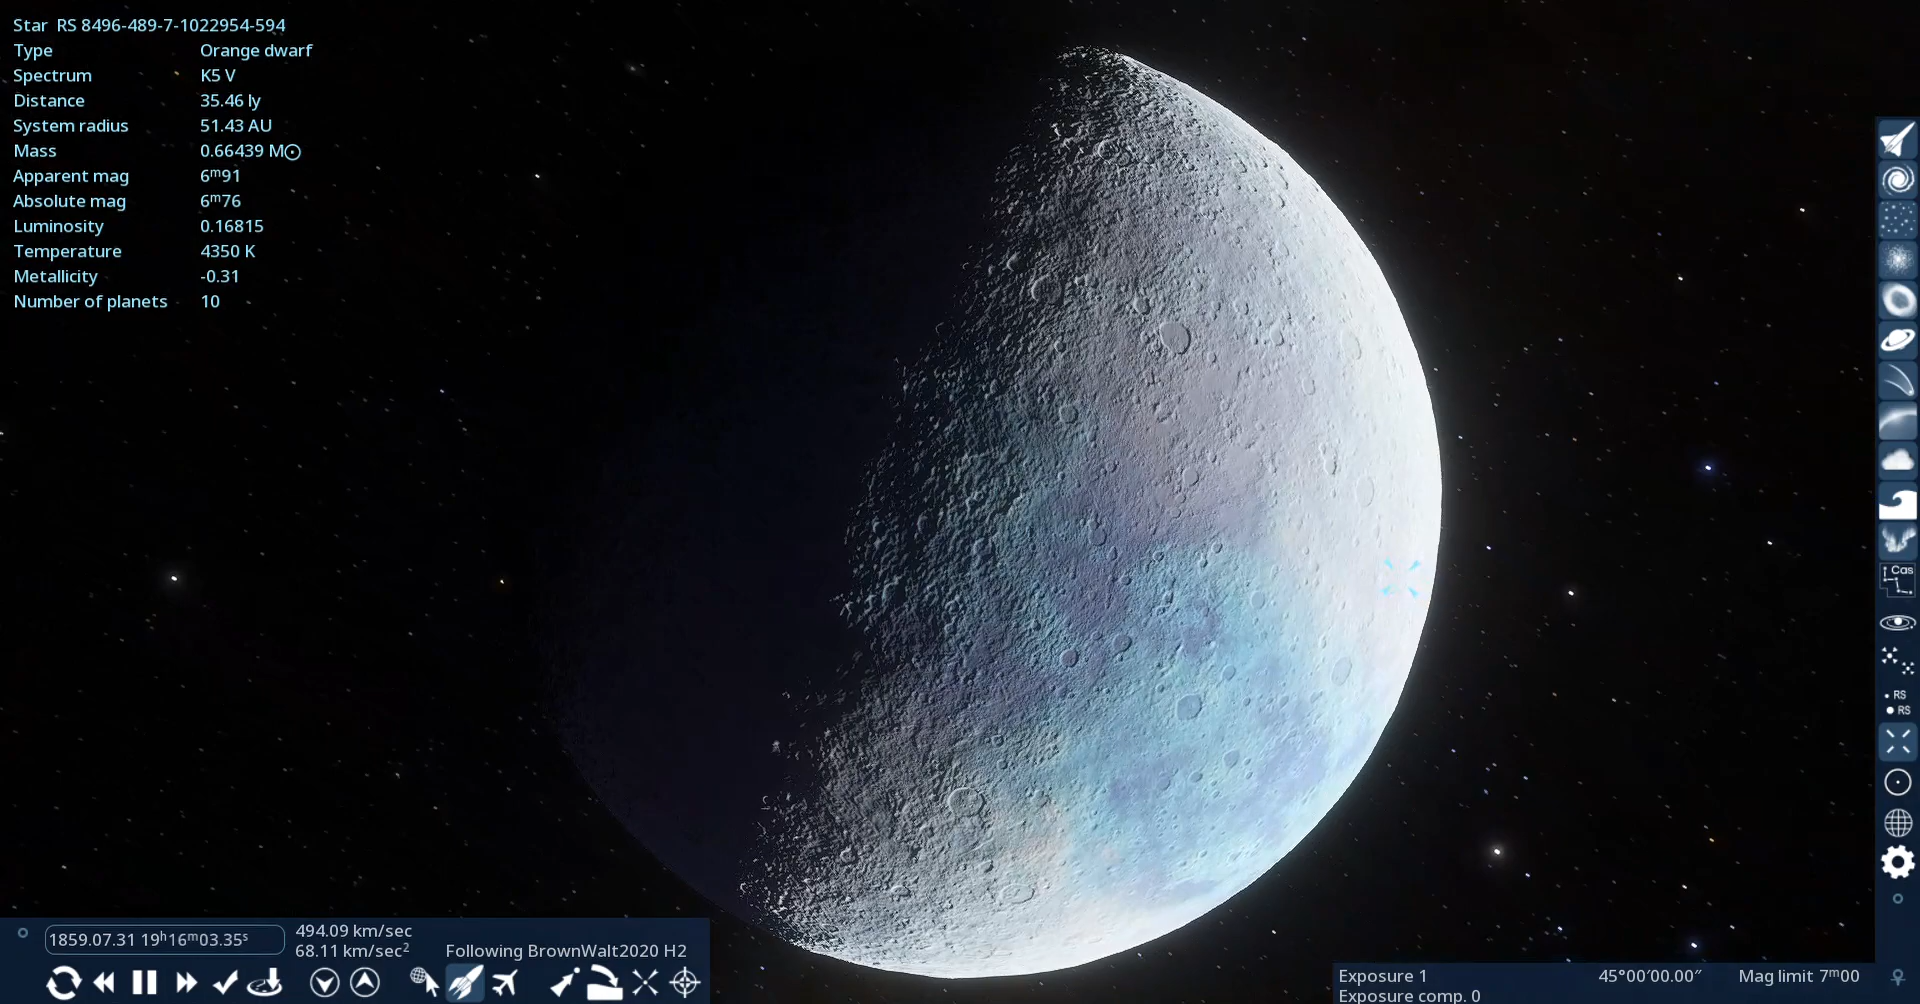 Star RS 8496-489-7-1022954-594
Type Orange dwarf
Spectrum K5 V
Distance 35.46 ly
System radius 51.43 AU
Mass 0.66439 M☉
Apparent mag 6ᵐ91
Absolute mag 6ᵐ76
Luminosity 0.16815
Temperature 4350 K
Metallicity -0.31
Number of planets 10
Cas
RS
RS
1859.07.31 19ʰ16ᵐ03.35ˢ
494.09 km/sec
68.11 km/sec²
Following BrownWalt2020 H2
Exposure 1
45°00′00.00″
Mag limit 7ᵐ00
Exposure comp. 0